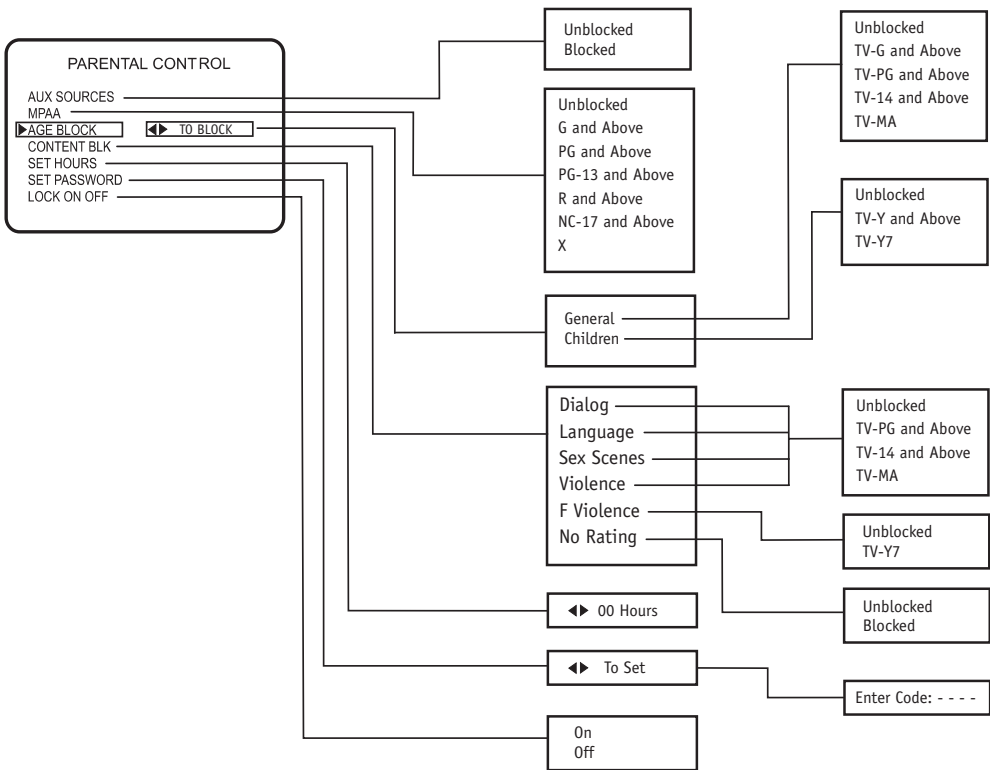 PARENTAL CONTROL
AUX SOURCES
MPAA
AGE BLOCK
TO BLOCK
CONTENT BLK
SET HOURS
SET PASSWORD
LOCK ON OFF
Unblocked
Blocked
Unblocked
G and Above
PG and Above
PG-13 and Above
R and Above
NC-17 and Above
X
General
Children
Dialog
Language
Sex Scenes
Violence
F Violence
No Rating
00 Hours
To Set
On
Off
Unblocked
TV-G and Above
TV-PG and Above
TV-14 and Above
TV-MA
Unblocked
TV-Y and Above
TV-Y7
Unblocked
TV-PG and Above
TV-14 and Above
TV-MA
Unblocked
TV-Y7
Unblocked
Blocked
Enter Code: - - - -